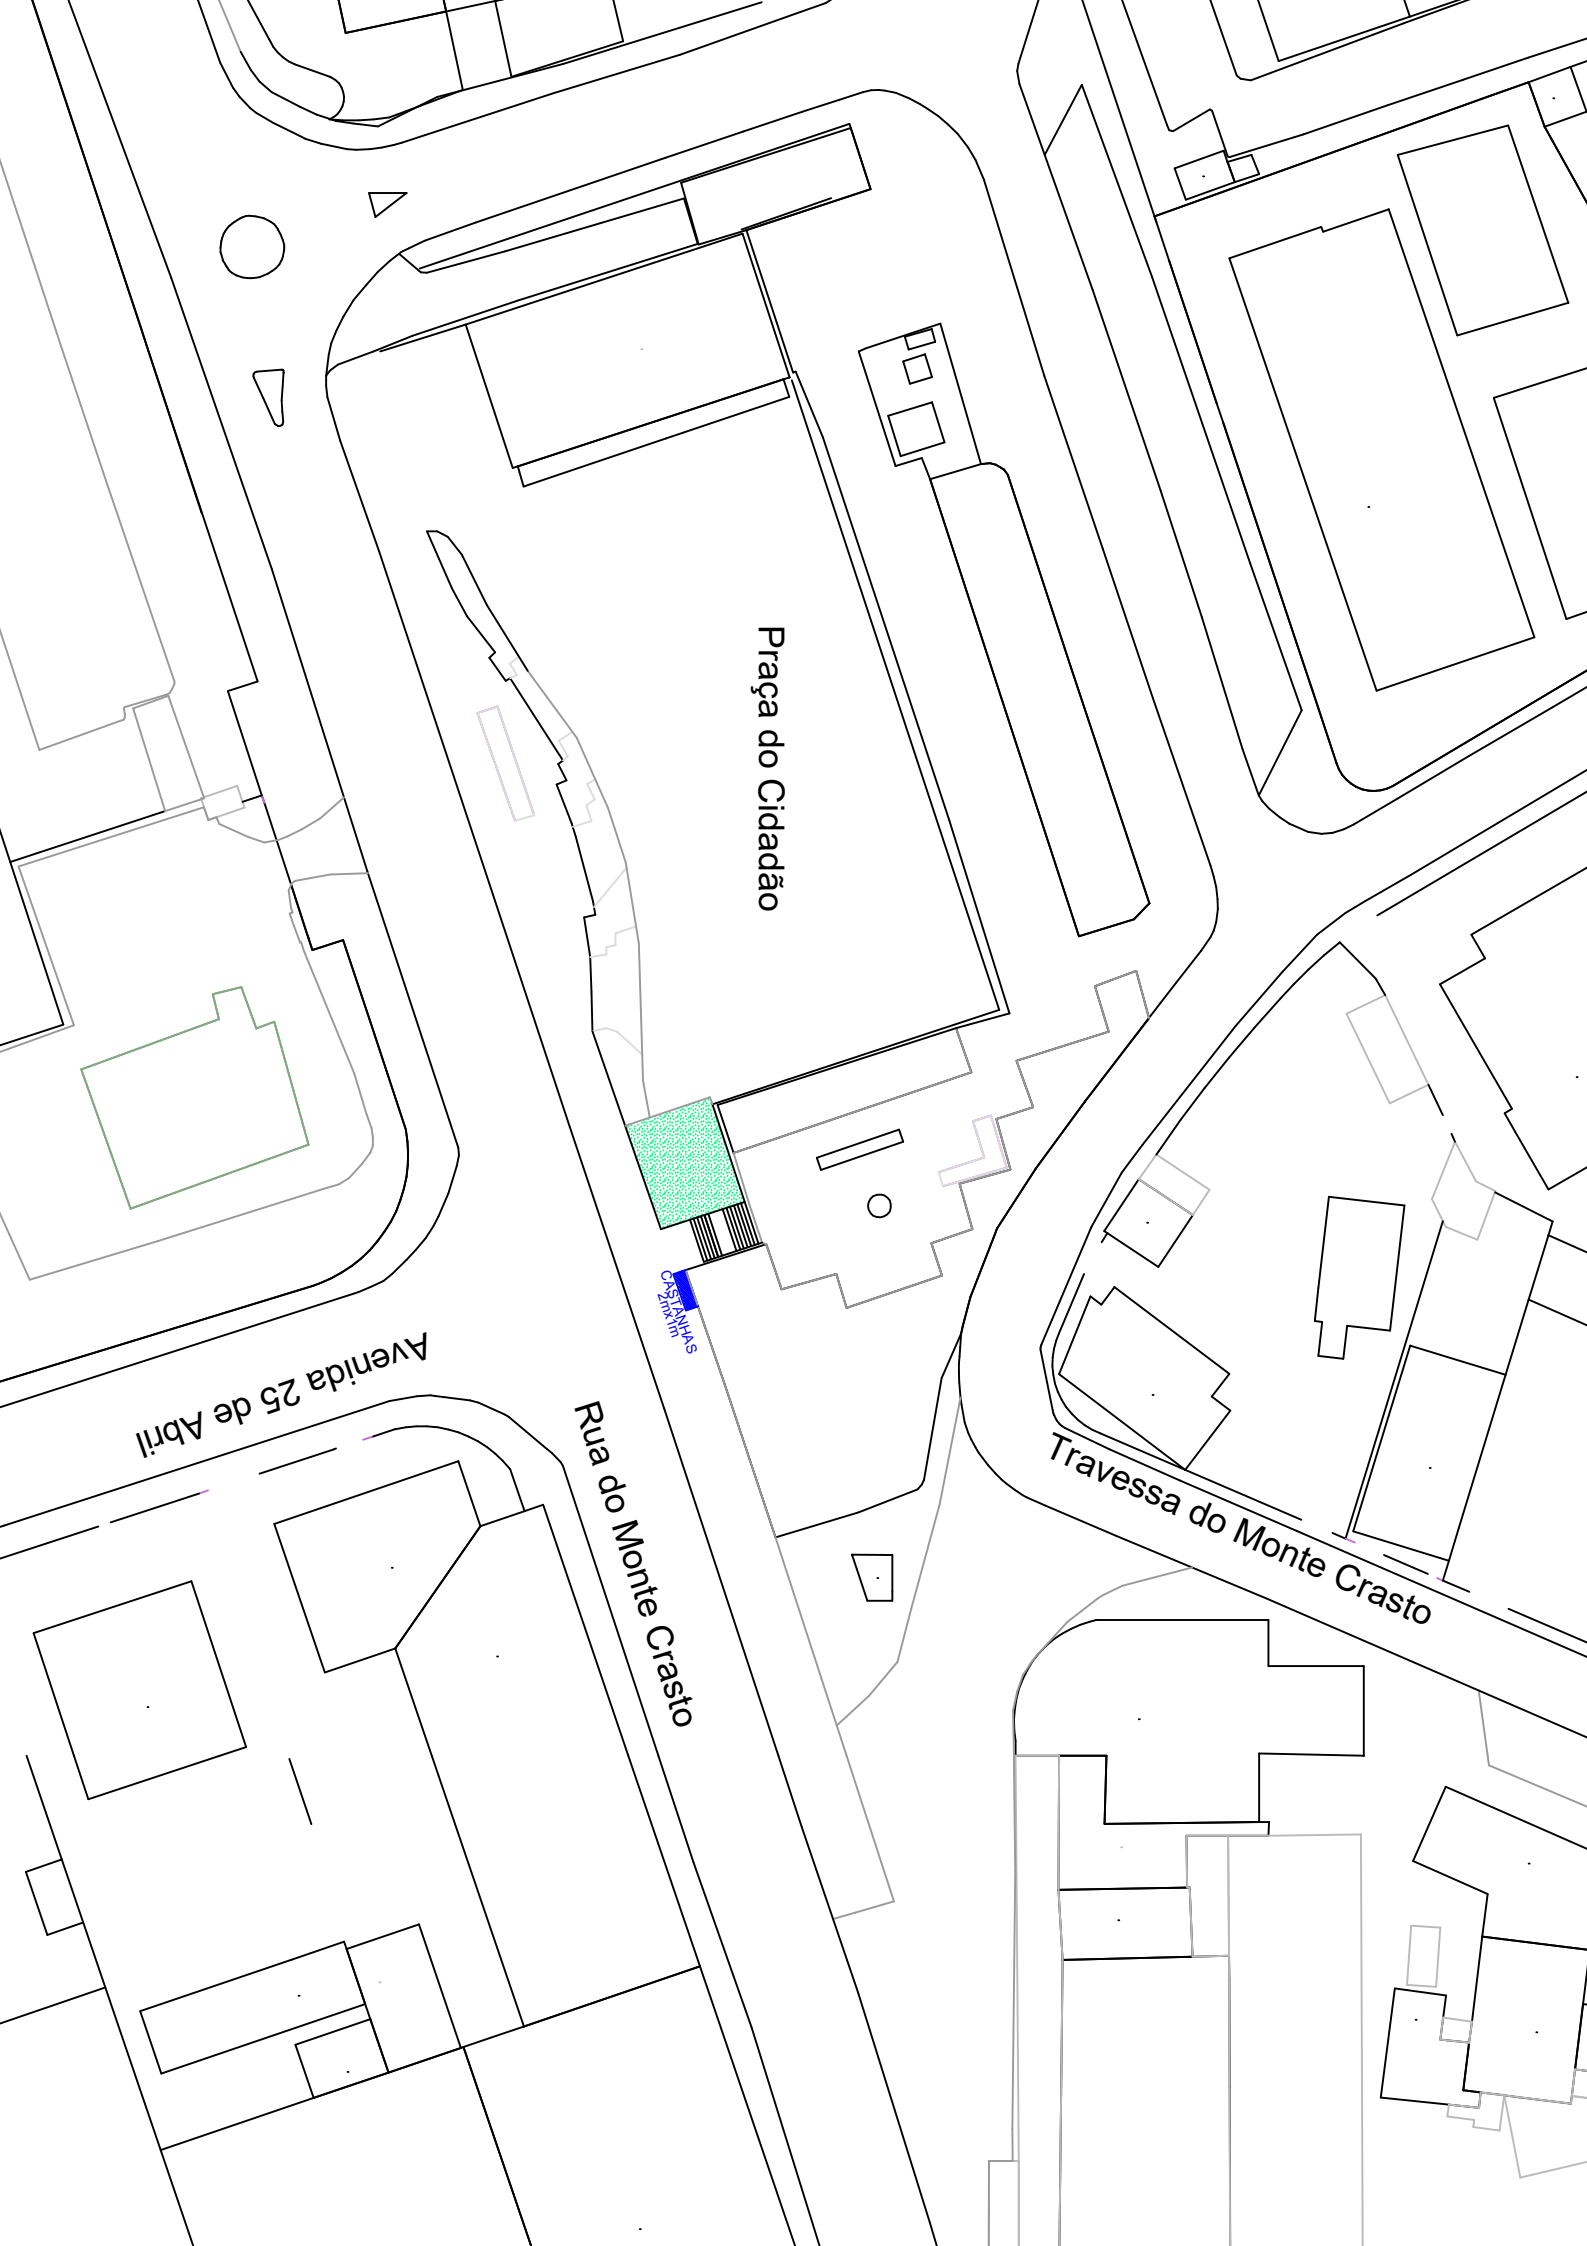 Praça do Cidadão
CASTANHAS
2mx1m
Avenida 25 de Abril
Rua do Monte Crasto
Travessa do Monte Crasto